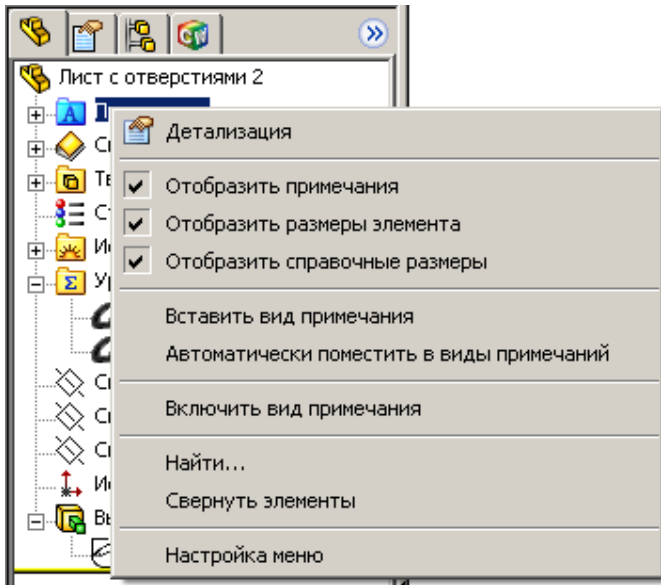 Лист с отверстиями 2
Детализация
Отобразить примечания
Отобразить размеры элемента
Отобразить справочные размеры
Вставить вид примечания
Автоматически поместить в виды примечаний
Включить вид примечания
Найти...
Свернуть элементы
Настройка меню